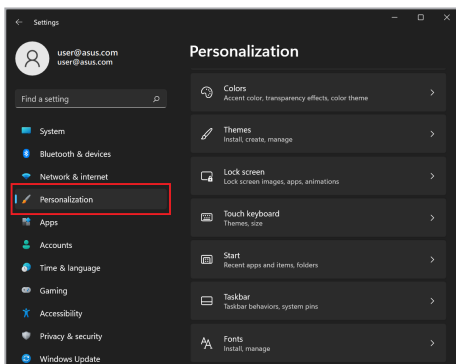 Settings
user@asus.com
user@asus.com
Find a setting
System
Bluetooth & devices
Network & internet
Personalization
Apps
Accounts
Time & language
Gaming
Accessibility
Privacy & security
Windows Update
Personalization
Colors
Accent color, transparency effects, color theme
Themes
Install, create, manage
Lock screen
Lock screen images, apps, animations
Touch keyboard
Themes, size
Start
Recent apps and items, folders
Taskbar
Taskbar behaviors, system pins
Fonts
Install, manage